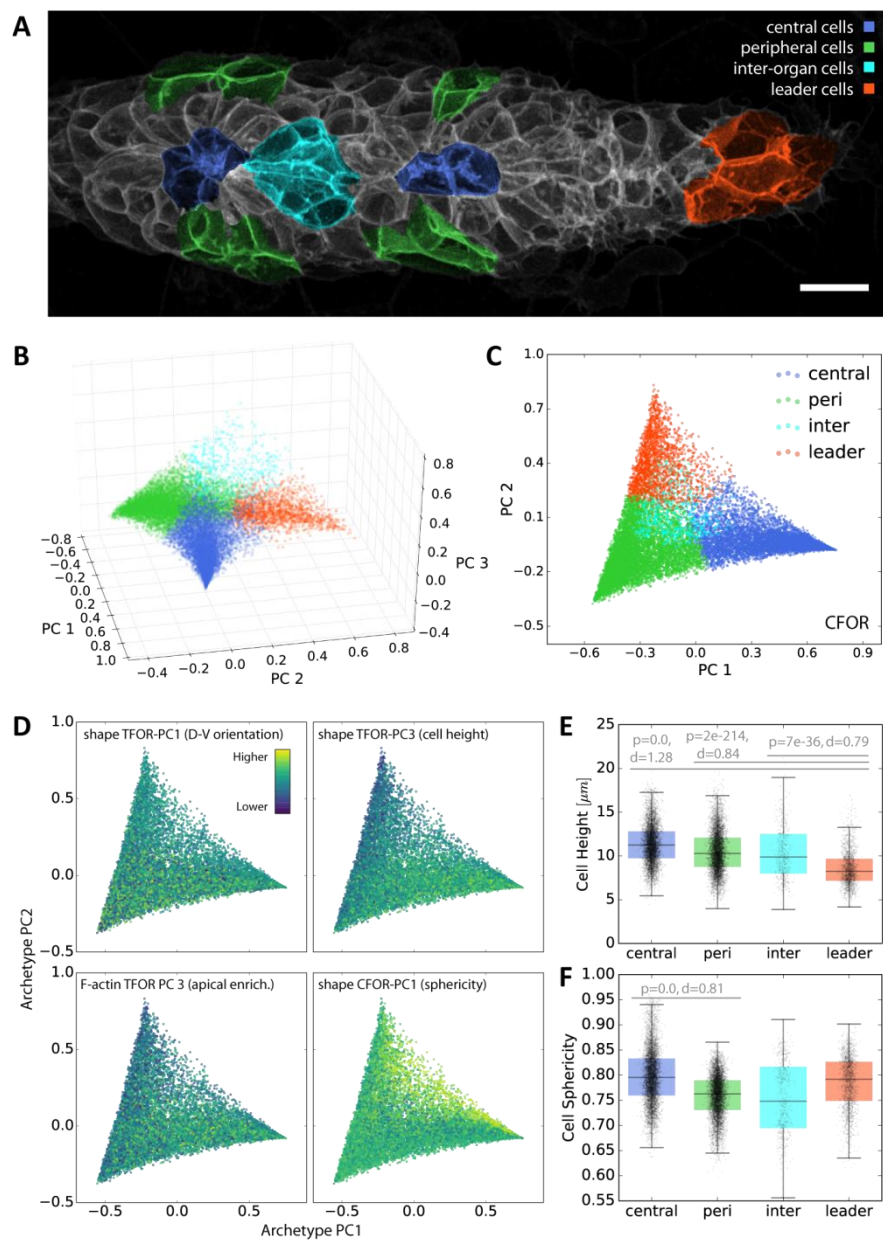 A
central cells
peripheral cells
inter-organ cells
leader cells
B
0.8
0.6
0.4
0.2
0.0
−0.2
−0.4
PC 3
−0.8
−0.6
−0.4
−0.2
0.0
0.2
0.4
0.6
0.8
1.0
PC 1
−0.4
−0.2
0.0
0.2
0.4
0.6
0.8
PC 2
C
1.0
0.7
0.4
0.1
−0.2
−0.5
PC 2
central
peri
inter
leader
CFOR
−0.6
−0.3
0.0
0.3
0.6
0.9
PC 1
D
1.0
0.5
0.0
−0.5
shape TFOR-PC1 (D-V orientation)
Higher
Lower
shape TFOR-PC3 (cell height)
Archetype PC2
1.0
0.5
0.0
−0.5
F-actin TFOR PC 3 (apical enrich.)
shape CFOR-PC1 (sphericity)
−0.5
0.0
0.5
−0.5
0.0
0.5
Archetype PC1
E
25
20
15
10
5
0
Cell Height [μm]
p=0.0,
d=1.28
p=2e-214,
d=0.84
p=7e-36, d=0.79
central
peri
inter
leader
F
1.00
0.95
0.90
0.85
0.80
0.75
0.70
0.65
0.60
0.55
Cell Sphericity
p=0.0, d=0.81
central
peri
inter
leader